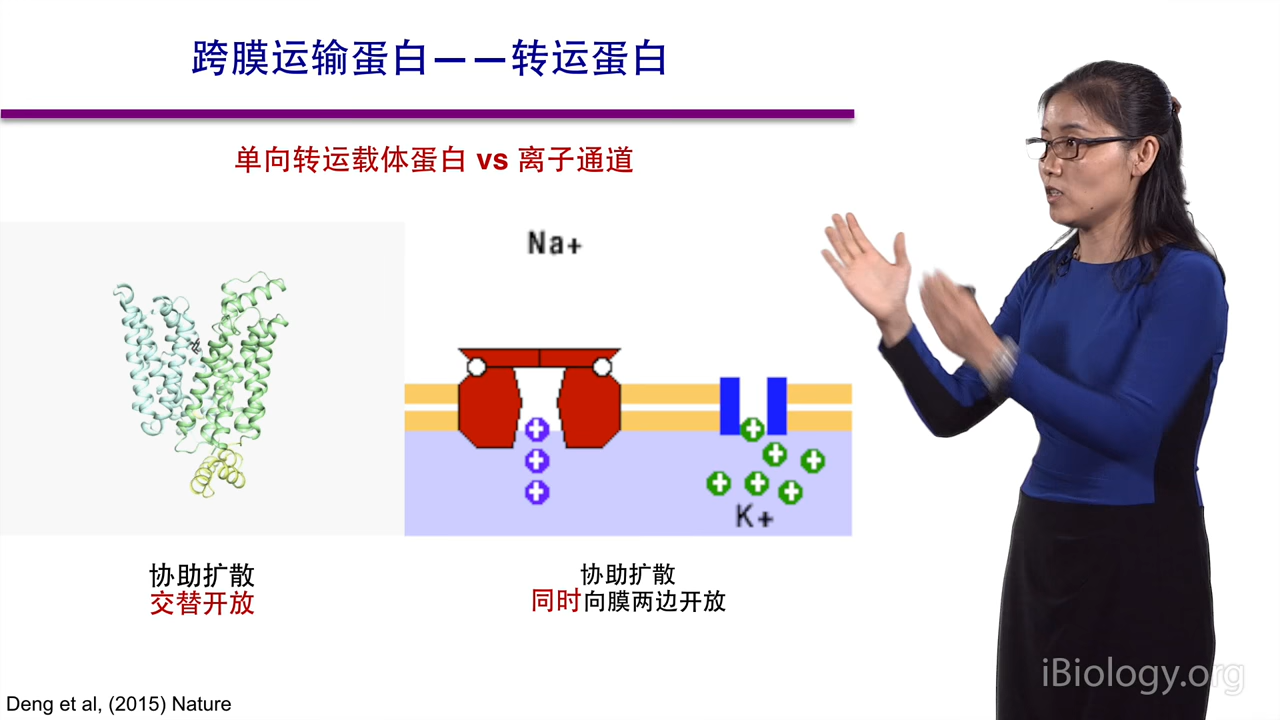 跨膜运输蛋白——转运蛋白
单向转运载体蛋白 vs 离子通道
Na+
K+
协助扩散
交替开放
协助扩散
同时向膜两边开放
Deng et al, (2015) Nature
iBiology.org